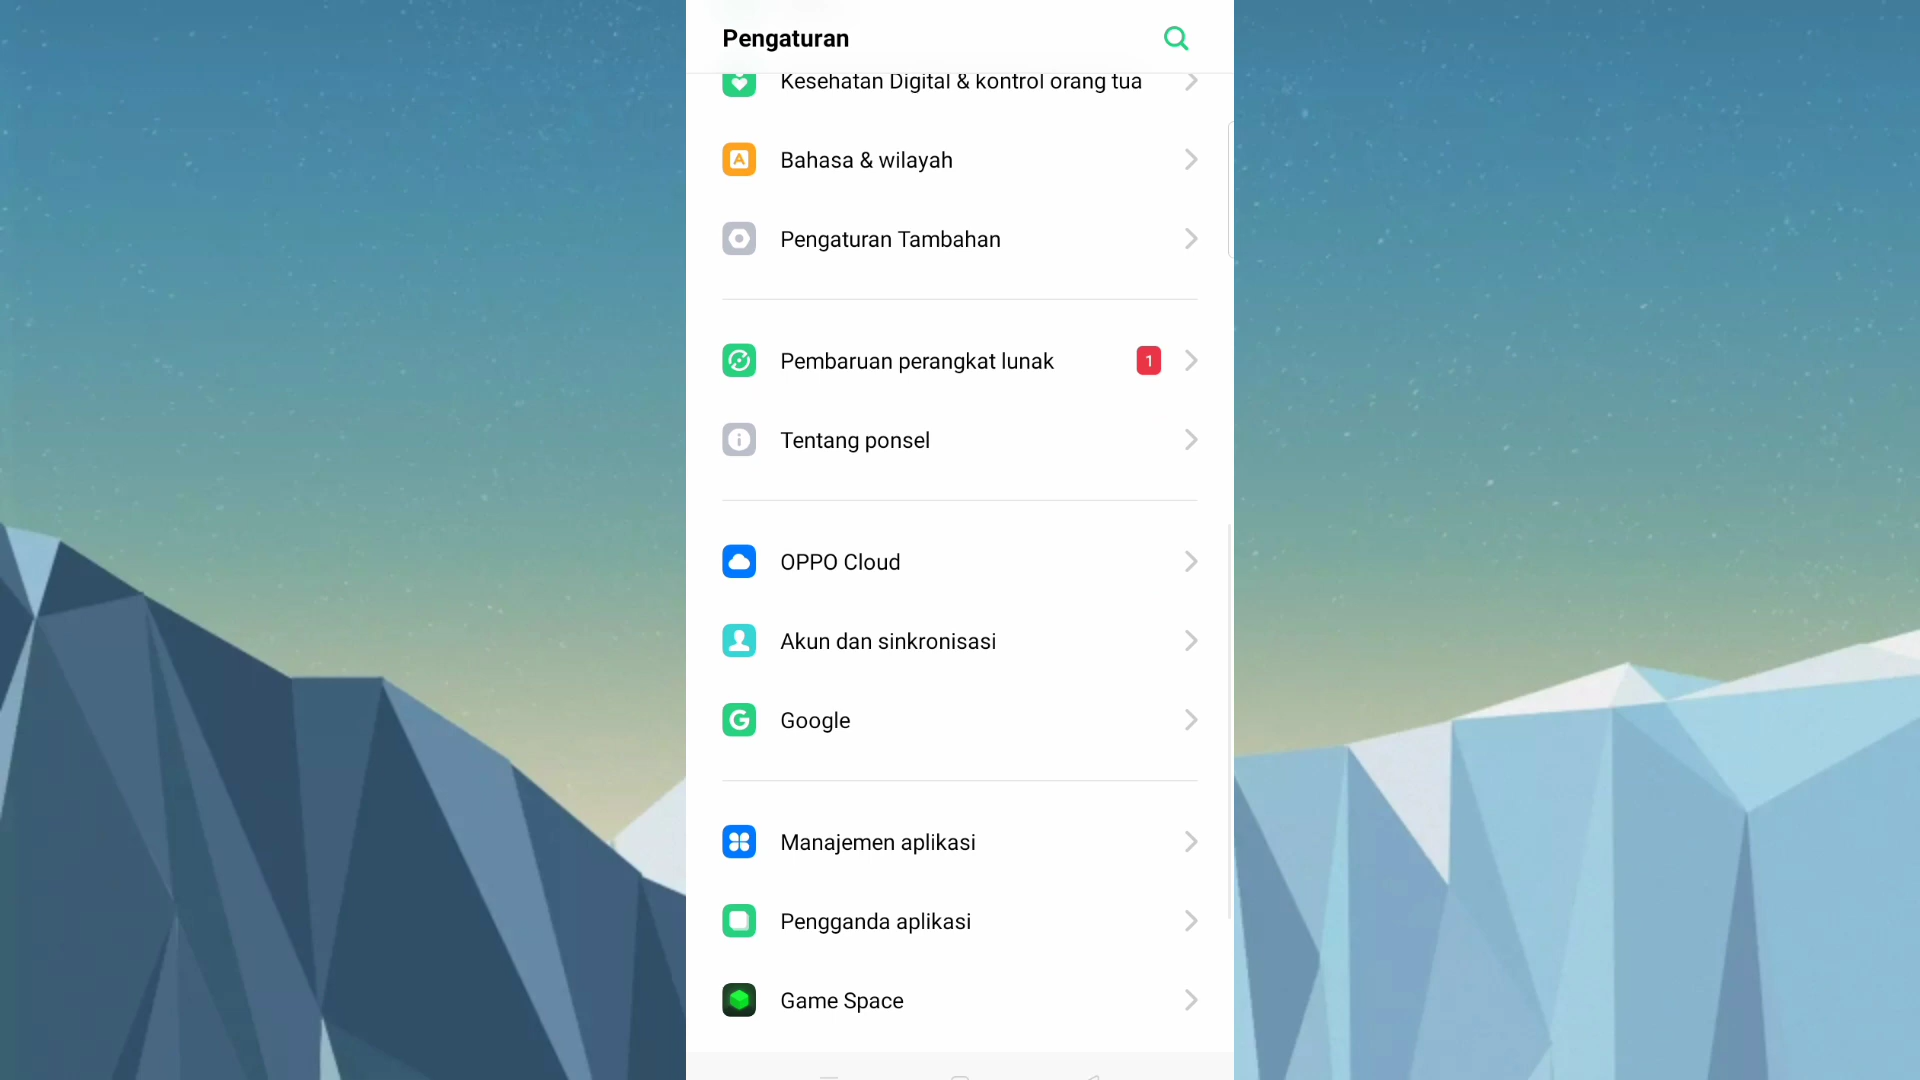 Pengaturan
Kesehatan Digital & kontrol orang tua
Bahasa & wilayah
Pengaturan Tambahan
Pembaruan perangkat lunak 1
Tentang ponsel
OPPO Cloud
Akun dan sinkronisasi
Google
Manajemen aplikasi
Pengganda aplikasi
Game Space